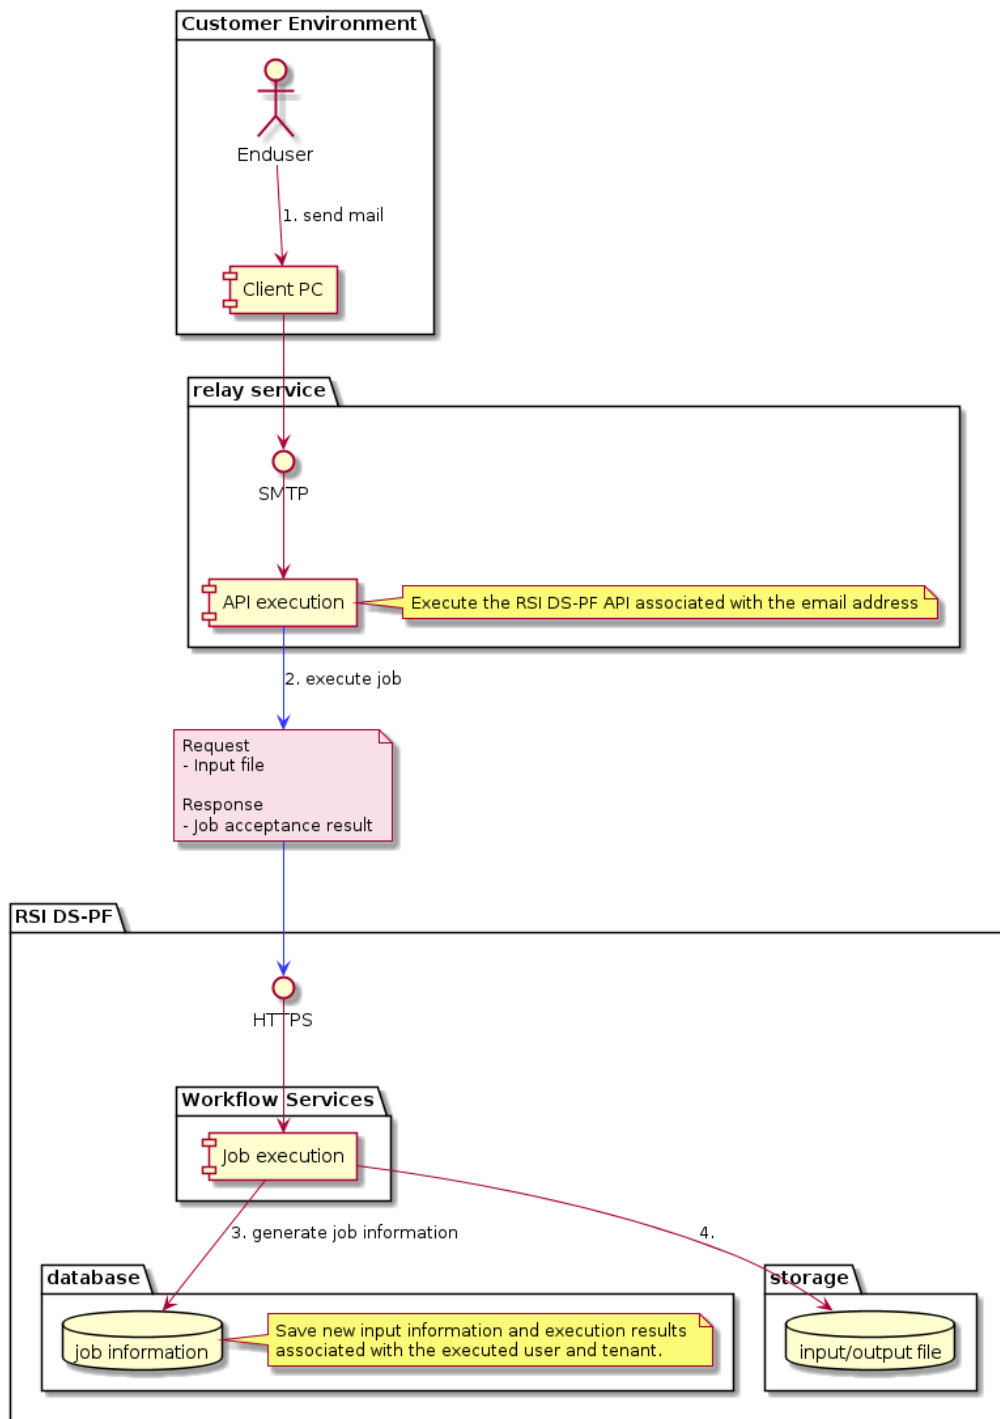 Customer Environment
Enduser
1. send mail
Client PC
relay service
SMTP
API execution
Execute the RSI DS-PF API associated with the email address
2. execute job
Request
- Input file
Response
- Job acceptance result
RSI DS-PF
HTTPS
Workflow Services
Job execution
3. generate job information
4.
database
storage
job information
Save new input information and execution results
associated with the executed user and tenant.
input/output file